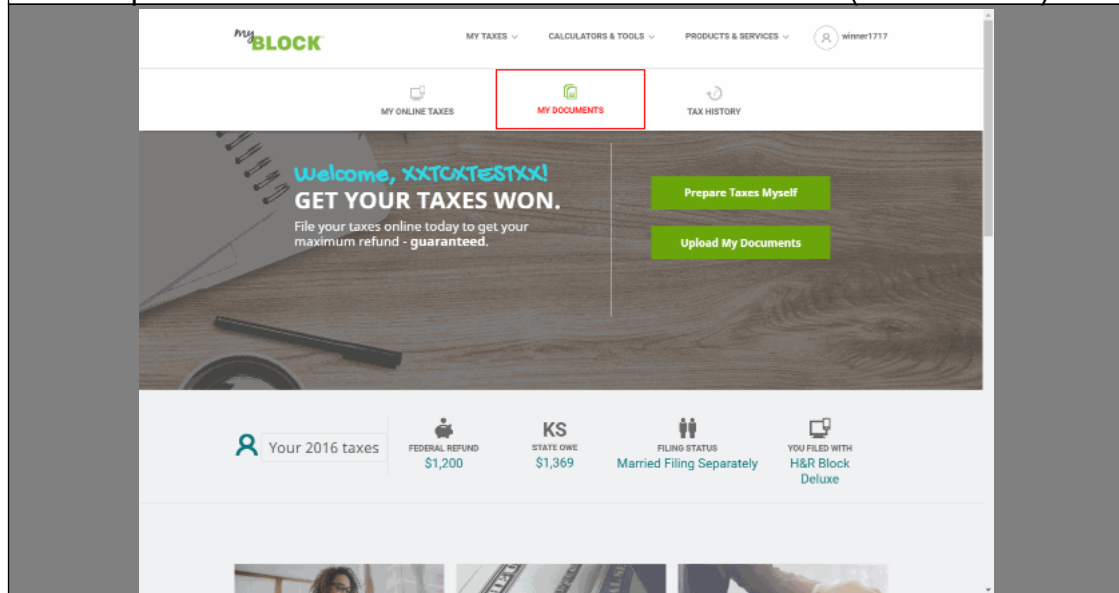 my BLOCK
MY TAXES
CALCULATORS & TOOLS
PRODUCTS & SERVICES
winner1717
MY ONLINE TAXES
MY DOCUMENTS
TAX HISTORY
Welcome, XXTCXTESTXX!
GET YOUR TAXES WON.
File your taxes online today to get your
maximum refund - guaranteed.
Prepare Taxes Myself
Upload My Documents
Your 2016 taxes
FEDERAL REFUND
$1,200
KS
STATE OWE
$1,369
FILING STATUS
Married Filing Separately
YOU FILED WITH
H&R Block
Deluxe